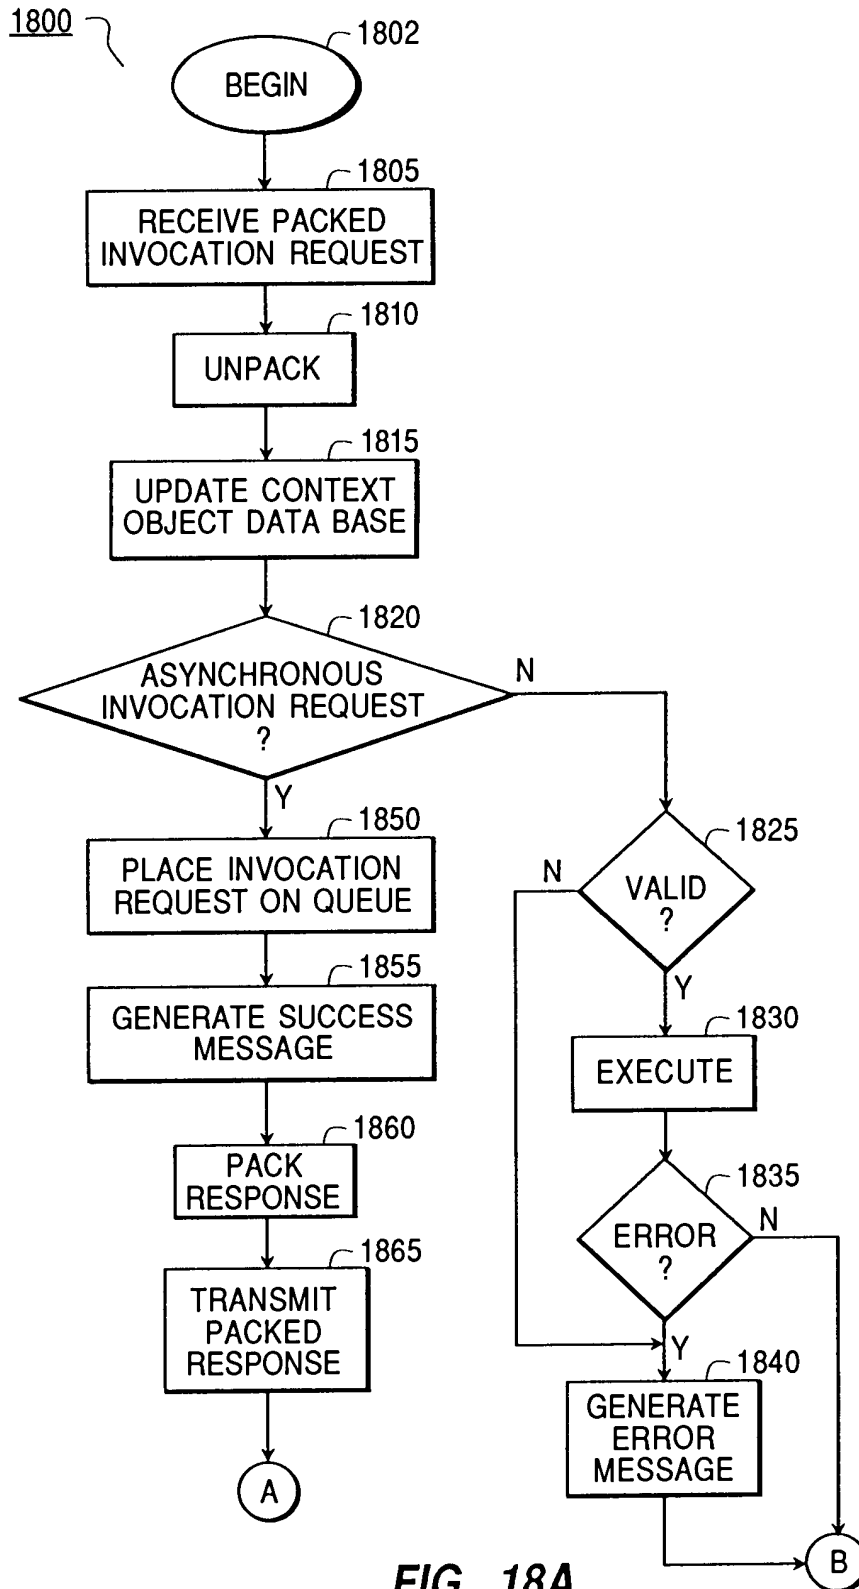 1800
1802
BEGIN
1805
RECEIVE PACKED
INVOCATION REQUEST
1810
UNPACK
1815
UPDATE CONTEXT
OBJECT DATA BASE
1820
ASYNCHRONOUS
INVOCATION REQUEST
?
N
Y
1850
PLACE INVOCATION
REQUEST ON QUEUE
1855
GENERATE SUCCESS
MESSAGE
1860
PACK
RESPONSE
1865
TRANSMIT
PACKED
RESPONSE
A
1825
VALID
?
N
Y
1830
EXECUTE
1835
ERROR
?
N
Y
1840
GENERATE
ERROR
MESSAGE
B
FIG. 18A